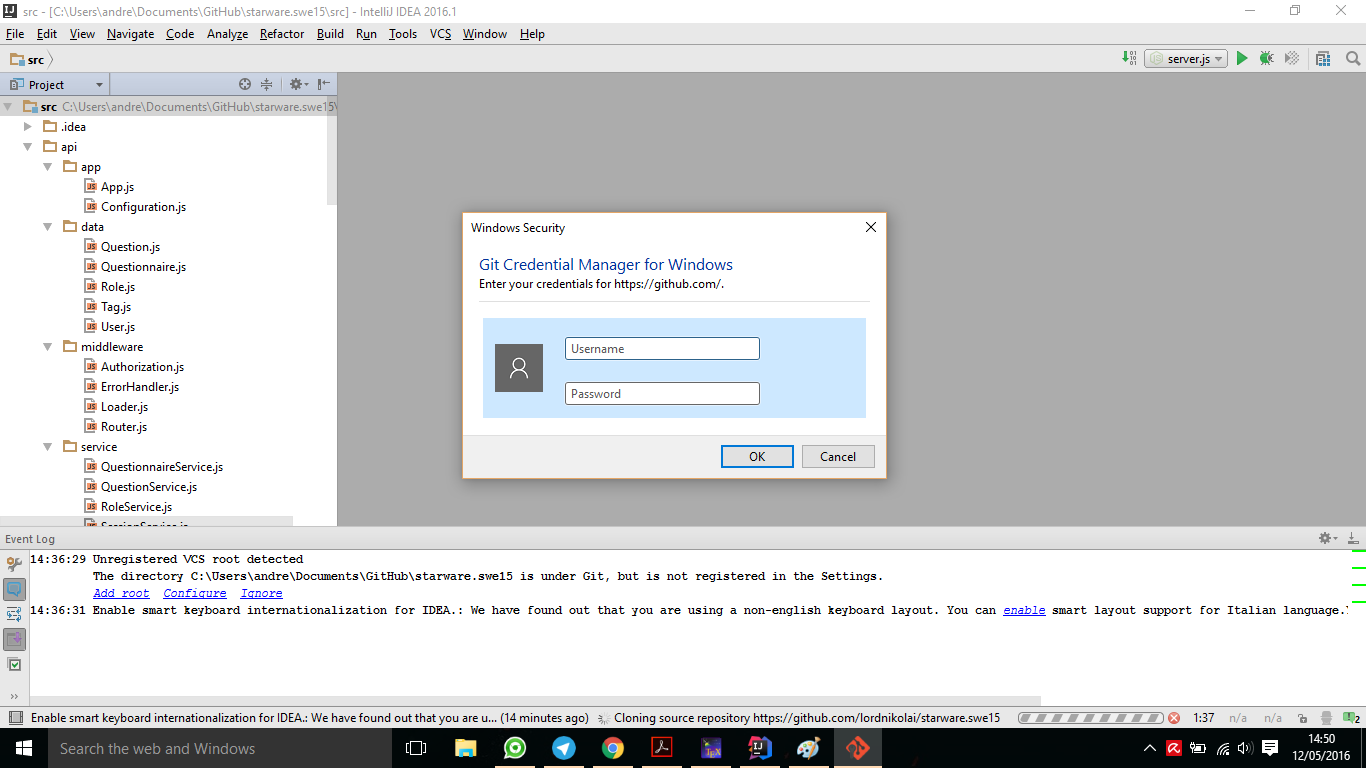 src - [C:\Users\andre\Documents\GitHub\starware.swe15\src] - IntelliJ IDEA 2016.1
File Edit View Navigate Code Analyze Refactor Build Run Tools VCS Window Help
src server.js
Project
src C:\Users\andre\Documents\GitHub\starware.swe15\
.idea
api
app
App.js
Configuration.js
data
Question.js
Questionnaire.js
Role.js
Tag.js
User.js
middleware
Authorization.js
ErrorHandler.js
Loader.js
Router.js
service
QuestionnaireService.js
QuestionService.js
RoleService.js
SessionService.js
Windows Security
Git Credential Manager for Windows
Enter your credentials for https://github.com/.
Username
Password
OK Cancel
Event Log
14:36:29 Unregistered VCS root detected
The directory C:\Users\andre\Documents\GitHub\starware.swe15 is under Git, but is not registered in the Settings.
Add root Configure Ignore
14:36:31 Enable smart keyboard internationalization for IDEA.: We have found out that you are using a non-english keyboard layout. You can enable smart layout support for Italian language.
Enable smart keyboard internationalization for IDEA.: We have found out that you are u... (14 minutes ago) Cloning source repository https://github.com/lordnikolai/starware.swe15 1:37 n/a n/a 2
Search the web and Windows
14:50
12/05/2016